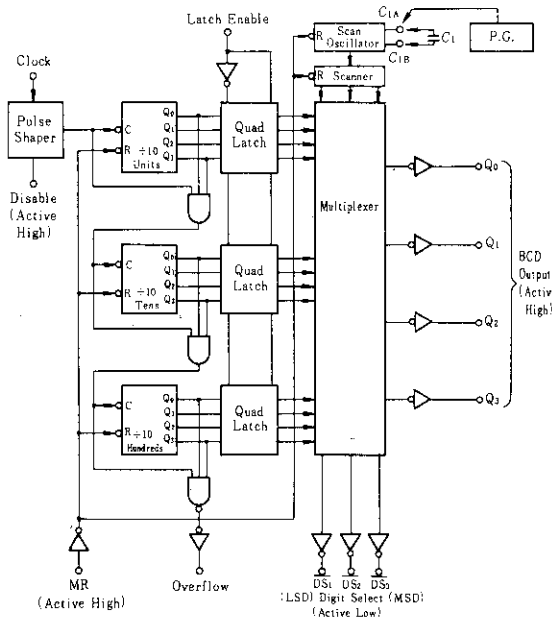 Latch Enable
C1A
C1
C1B
Scan
Oscillator
R
P.G.
R Scanner
Clock
Pulse
Shaper
Disable
(Active
High)
C
R ÷10
Units
Q0
Q1
Q2
Q3
Quad
Latch
Multiplexer
Q0
Q1
Q2
Q3
BCD
Output
(Active
High)
C
R ÷10
Tens
Q0
Q1
Q2
Q3
Quad
Latch
C
R ÷10
Hundreds
Q0
Q1
Q2
Q3
Quad
Latch
MR
(Active High)
Overflow
DS1 DS2 DS3
(LSD) Digit Select (MSD)
(Active Low)